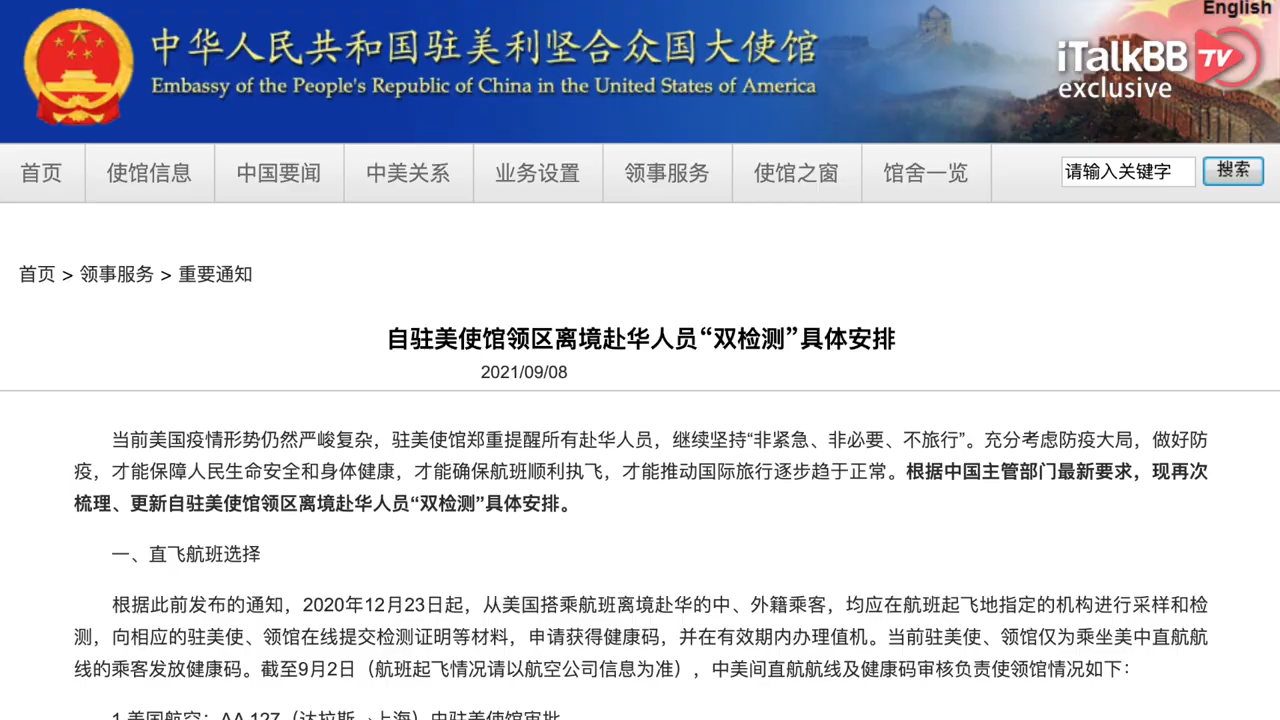 English
中华人民共和国驻美利坚合众国大使馆
Embassy of the People's Republic of China in the United States of America
iTalkBB TV
exclusive
首页 使馆信息 中国要闻 中美关系 业务设置 领事服务 使馆之窗 馆舍一览 请输入关键字 搜索
首页 > 领事服务 > 重要通知
自驻美使馆领区离境赴华人员“双检测”具体安排
2021/09/08
当前美国疫情形势仍然严峻复杂，驻美使馆郑重提醒所有赴华人员，继续坚持“非紧急、非必要、不旅行”。充分考虑防疫大局，做好防
疫，才能保障人民生命安全和身体健康，才能确保航班顺利执飞，才能推动国际旅行逐步趋于正常。根据中国主管部门最新要求，现再次
梳理、更新自驻美使馆领区离境赴华人员“双检测”具体安排。
一、直飞航班选择
根据此前发布的通知，2020年12月23日起，从美国搭乘航班离境赴华的中、外籍乘客，均应在航班起飞地指定的机构进行采样和检
测，向相应的驻美使、领馆在线提交检测证明等材料，申请获得健康码，并在有效期内办理值机。当前驻美使、领馆仅为乘坐美中直航航
线的乘客发放健康码。截至9月2日（航班起飞情况请以航空公司信息为准），中美间直航航线及健康码审核负责使领馆情况如下：
1.美国航空：AA 127（达拉斯→上海）由驻美使馆审批